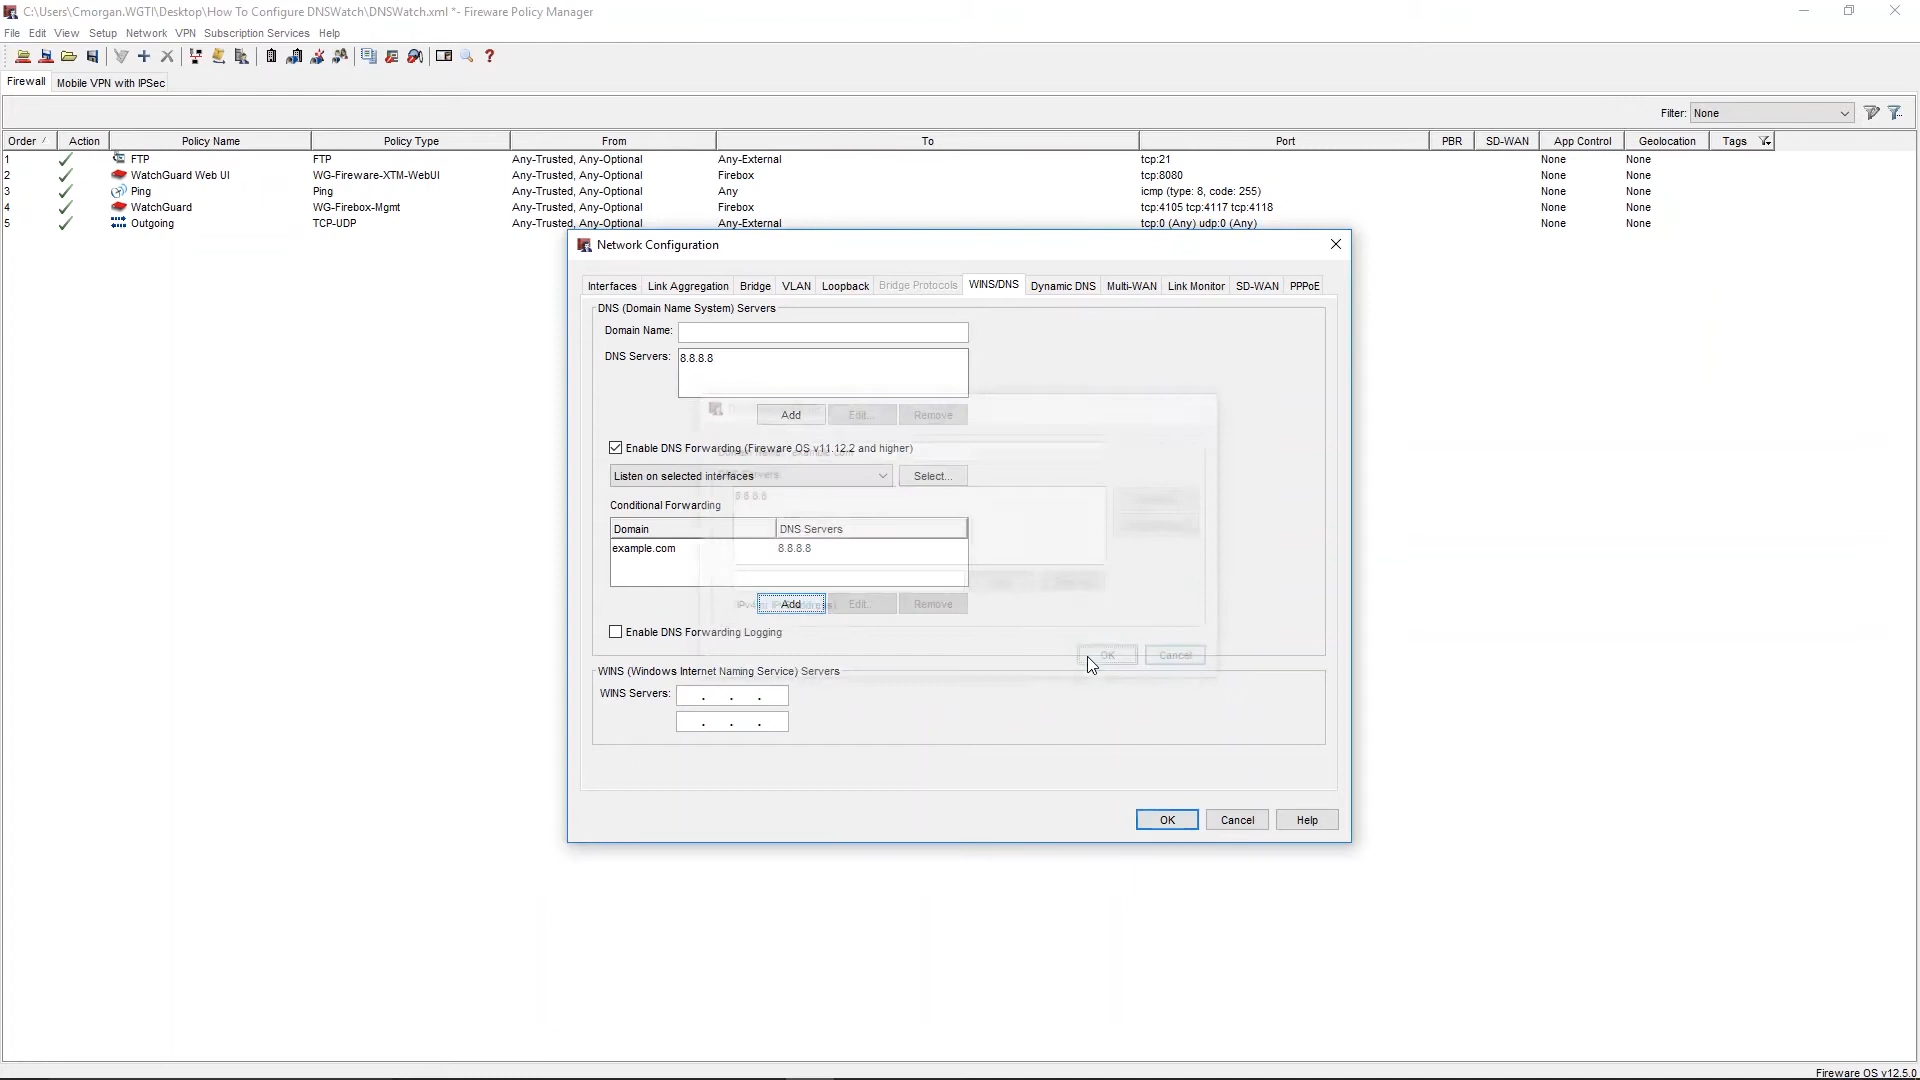 C:\Users\Cmorgan.WGTI\Desktop\How To Configure DNSWatch\DNSWatch.xml *- Fireware Policy Manager
File Edit View Setup Network VPN Subscription Services Help
Firewall Mobile VPN with IPSec
Filter: None
Order Action Policy Name Policy Type From To Port PBR SD-WAN App Control Geolocation Tags
1 FTP FTP Any-Trusted, Any-Optional Any-External tcp:21 None None
2 WatchGuard Web UI WG-Fireware-XTM-WebUI Any-Trusted, Any-Optional Firebox tcp:8080 None None
3 Ping Ping Any-Trusted, Any-Optional Any icmp (type: 8, code: 255) None None
4 WatchGuard WG-Firebox-Mgmt Any-Trusted, Any-Optional Firebox tcp:4105 tcp:4117 tcp:4118 None None
5 Outgoing TCP-UDP Any-Trusted, Any-Optional Any-External tcp:0 (Any) udp:0 (Any) None None
Network Configuration
Interfaces Link Aggregation Bridge VLAN Loopback Bridge Protocols WINS/DNS Dynamic DNS Multi-WAN Link Monitor SD-WAN PPPoE
DNS (Domain Name System) Servers
Domain Name:
DNS Servers: 8.8.8.8
Add Edit... Remove
Enable DNS Forwarding (Fireware OS v11.12.2 and higher)
Listen on selected interfaces Select...
8.8.8.8
Conditional Forwarding
Domain DNS Servers
example.com 8.8.8.8
Add Edit... Remove
Enable DNS Forwarding Logging
OK Cancel
WINS (Windows Internet Naming Service) Servers
WINS Servers: . . .
. . .
OK Cancel Help
Fireware OS v12.5.0